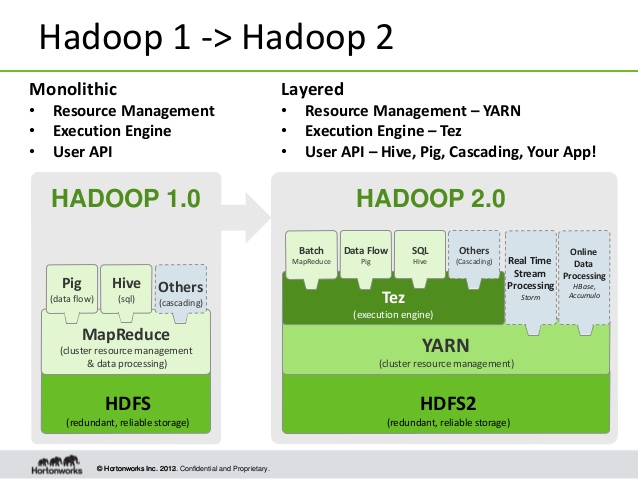 Hadoop 1 -> Hadoop 2
Monolithic
• Resource Management
• Execution Engine
• User API
Layered
• Resource Management – YARN
• Execution Engine – Tez
• User API – Hive, Pig, Cascading, Your App!
HADOOP 1.0
Pig
(data flow)
Hive
(sql)
Others
(cascading)
MapReduce
(cluster resource management
& data processing)
HDFS
(redundant, reliable storage)
HADOOP 2.0
Batch
MapReduce
Data Flow
Pig
SQL
Hive
Others
(Cascading)
Real Time
Stream
Processing
Storm
Online
Data
Processing
HBase,
Accumulo
Tez
(execution engine)
YARN
(cluster resource management)
HDFS2
(redundant, reliable storage)
Hortonworks
© Hortonworks Inc. 2013. Confidential and Proprietary.